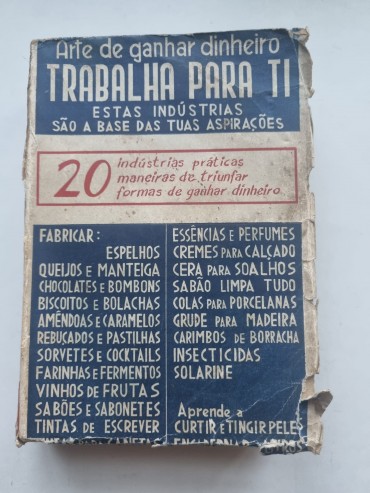 Arte de ganhar dinheiro
TRABALHA PARA TI
ESTAS INDÚSTRIAS
SÃO A BASE DAS TUAS ASPIRAÇÕES
20 indústrias práticas
maneiras de triunfar
formas de ganhar dinheiro
FABRICAR:
ESPELHOS
QUEIJOS E MANTEIGA
CHOCOLATES E BOMBONS
BISCOITOS E BOLACHAS
AMÊNDOAS E CARAMELOS
REBUÇADOS E PASTILHAS
SORVETES E COCKTAILS
FARINHAS E FERMENTOS
VINHOS DE FRUTAS
SABÕES E SABONETES
TINTAS DE ESCREVER
ESSÊNCIAS E PERFUMES
CREMES PARA CALÇADO
CERA PARA SOALHOS
SABÃO LIMPA TUDO
COLAS PARA PORCELANAS
GRUDE PARA MADEIRA
CARIMBOS DE BORRACHA
INSECTICIDAS
SOLARINE
Aprende a
CURTIR E TINGIR PELES